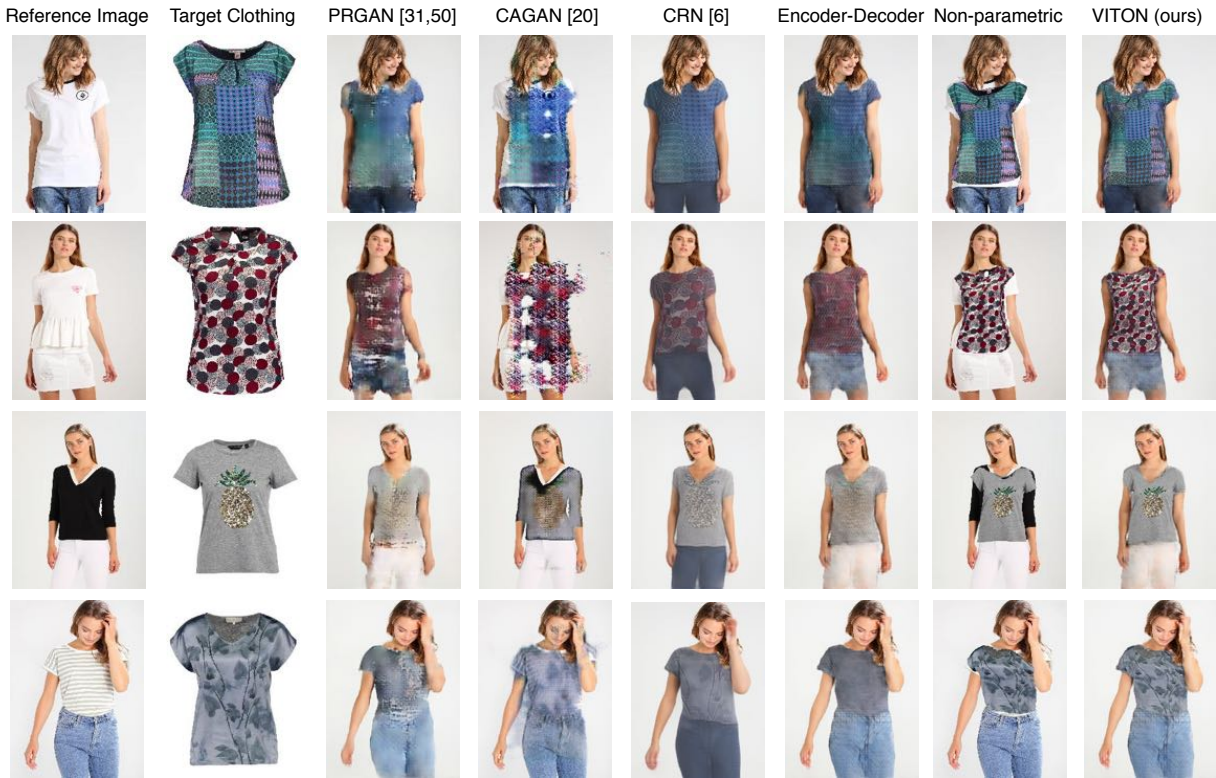 Reference Image Target Clothing PRGAN [31,50] CAGAN [20] CRN [6] Encoder-Decoder Non-parametric VITON (ours)